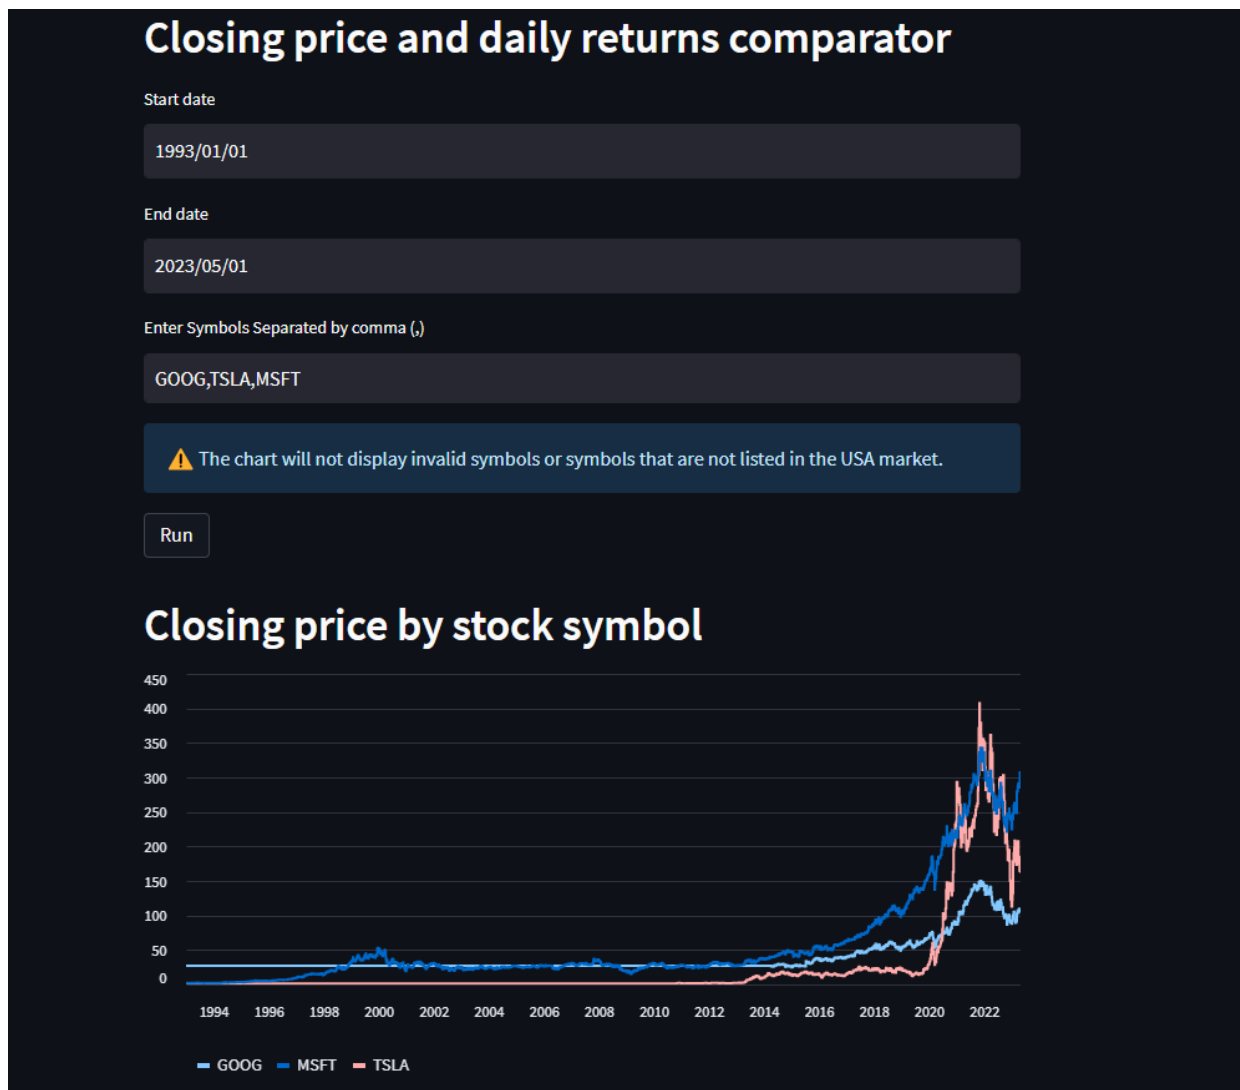 Closing price and daily returns comparator
Start date
1993/01/01
End date
2023/05/01
Enter Symbols Separated by comma (,)
GOOG,TSLA,MSFT
⚠️ The chart will not display invalid symbols or symbols that are not listed in the USA market.
Run
Closing price by stock symbol
450
400
350
300
250
200
150
100
50
0
1994 1996 1998 2000 2002 2004 2006 2008 2010 2012 2014 2016 2018 2020 2022
GOOG MSFT TSLA